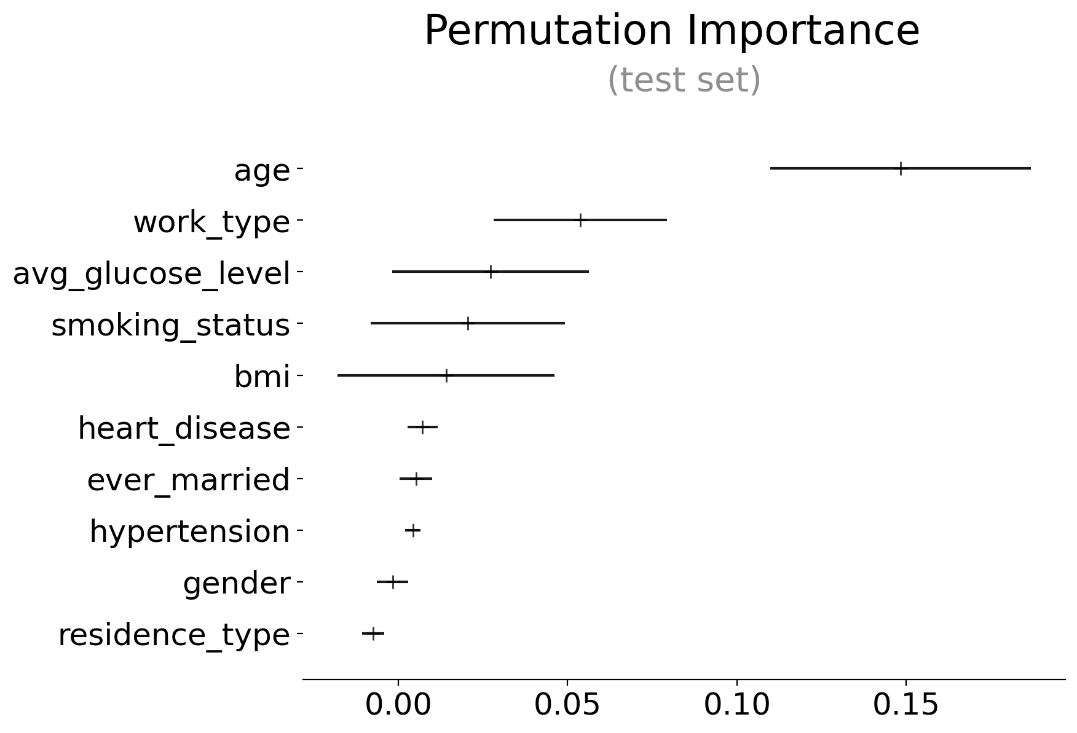 Permutation Importance
(test set)
age
work_type
avg_glucose_level
smoking_status
bmi
heart_disease
ever_married
hypertension
gender
residence_type
0.00 0.05 0.10 0.15